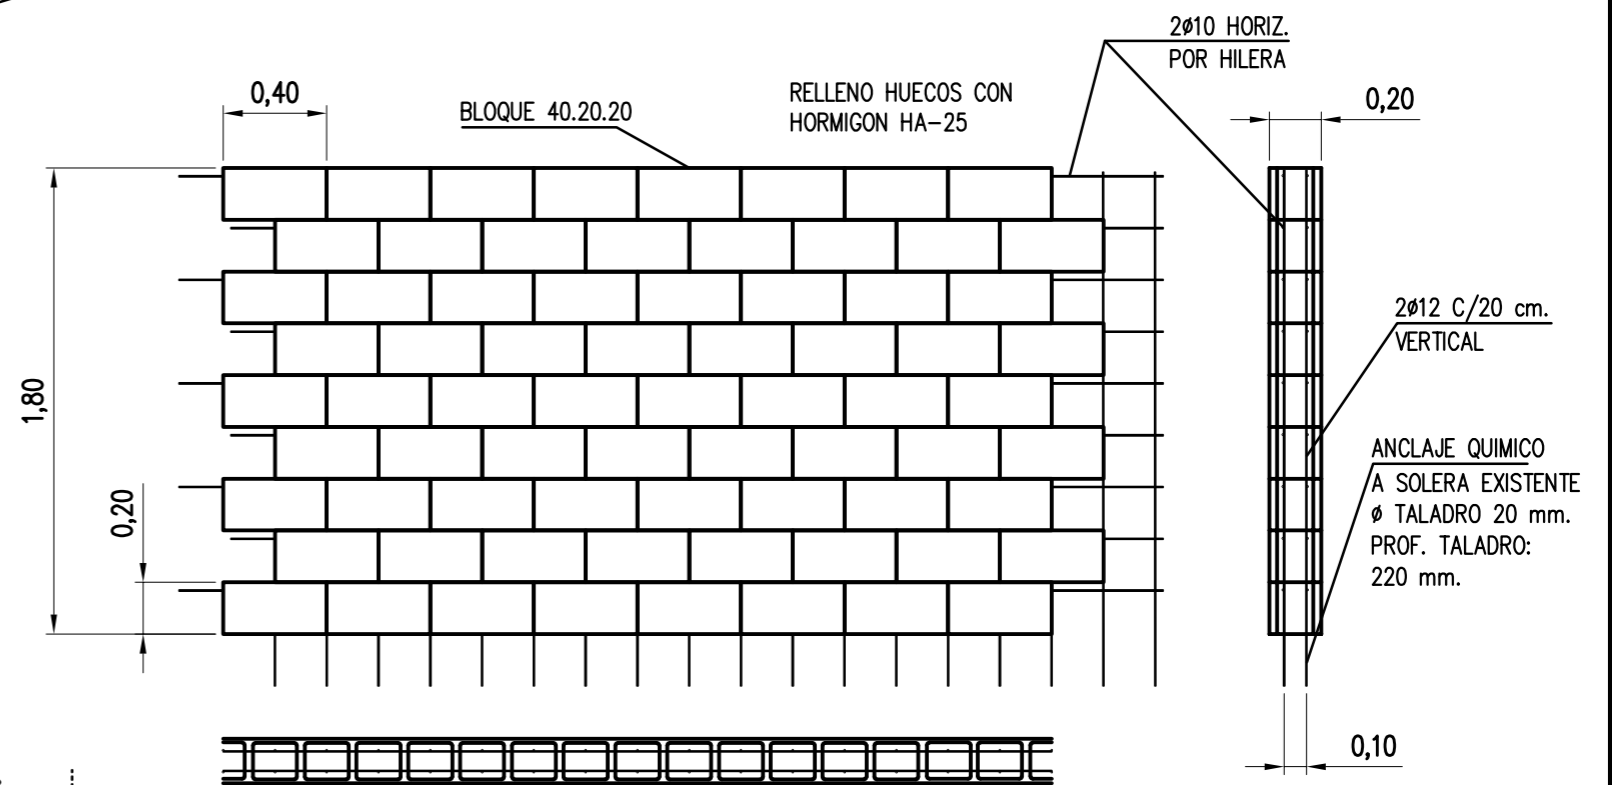 2ø10 HORIZ.
POR HILERA
0,40
BLOQUE 40.20.20
RELLENO HUECOS CON
HORMIGON HA-25
0,20
1,80
0,20
2ø12 C/20 cm.
VERTICAL
ANCLAJE QUIMICO
A SOLERA EXISTENTE
ø TALADRO 20 mm.
PROF. TALADRO:
220 mm.
0,10